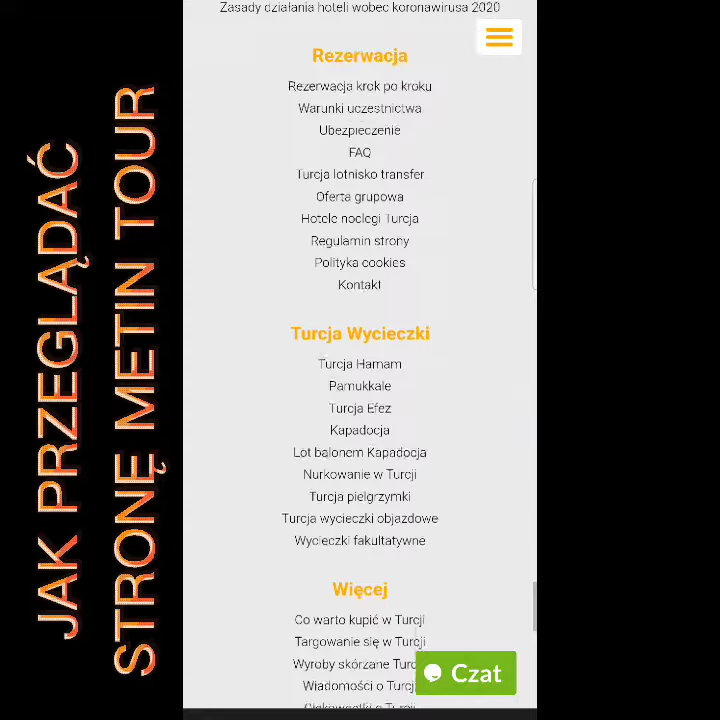 JAK PRZEGLĄDAĆ
STRONĘ METIN TOUR
Zasady działania hoteli wobec koronawirusa 2020
Rezerwacja
Rezerwacja krok po kroku
Warunki uczestnictwa
Ubezpieczenie
FAQ
Turcja lotnisko transfer
Oferta grupowa
Hotele noclegi Turcja
Regulamin strony
Polityka cookies
Kontakt
Turcja Wycieczki
Turcja Hamam
Pamukkale
Turcja Efez
Kapadocja
Lot balonem Kapadocja
Nurkowanie w Turcji
Turcja pielgrzymki
Turcja wycieczki objazdowe
Wycieczki fakultatywne
Więcej
Co warto kupić w Turcji
Targowanie się w Turcji
Wyroby skórzane
Wiadomości o Turcji
Czat